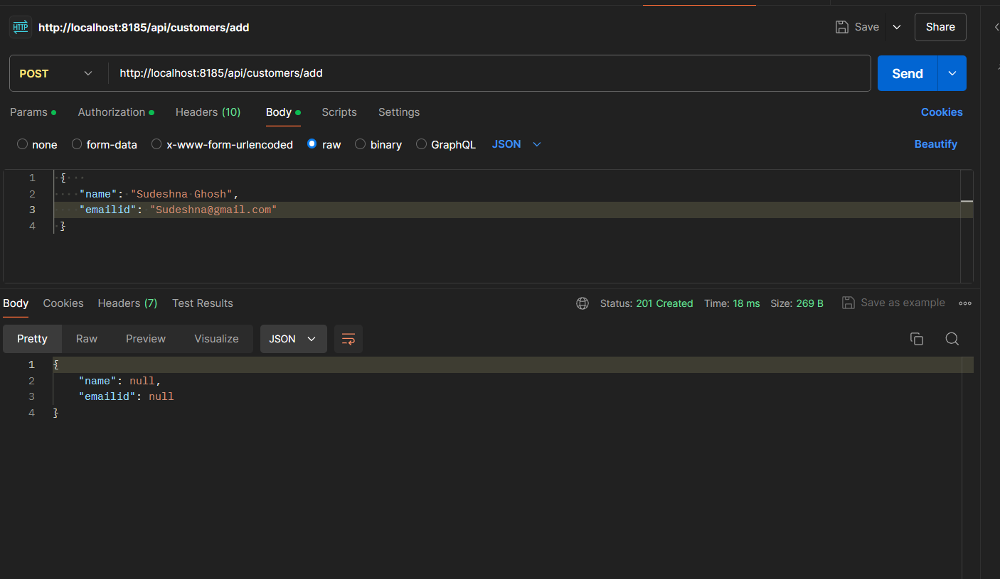 HTTP http://localhost:8185/api/customers/add Save Share
POST http://localhost:8185/api/customers/add Send
Params Authorization Headers (10) Body Scripts Settings Cookies
none form-data x-www-form-urlencoded raw binary GraphQL JSON Beautify
1 {
2 "name": "Sudeshna Ghosh",
3 "emailid": "Sudeshna@gmail.com"
4 }
Body Cookies Headers (7) Test Results Status: 201 Created Time: 18 ms Size: 269 B Save as example
Pretty Raw Preview Visualize JSON
1 {
2 "name": null,
3 "emailid": null
4 }